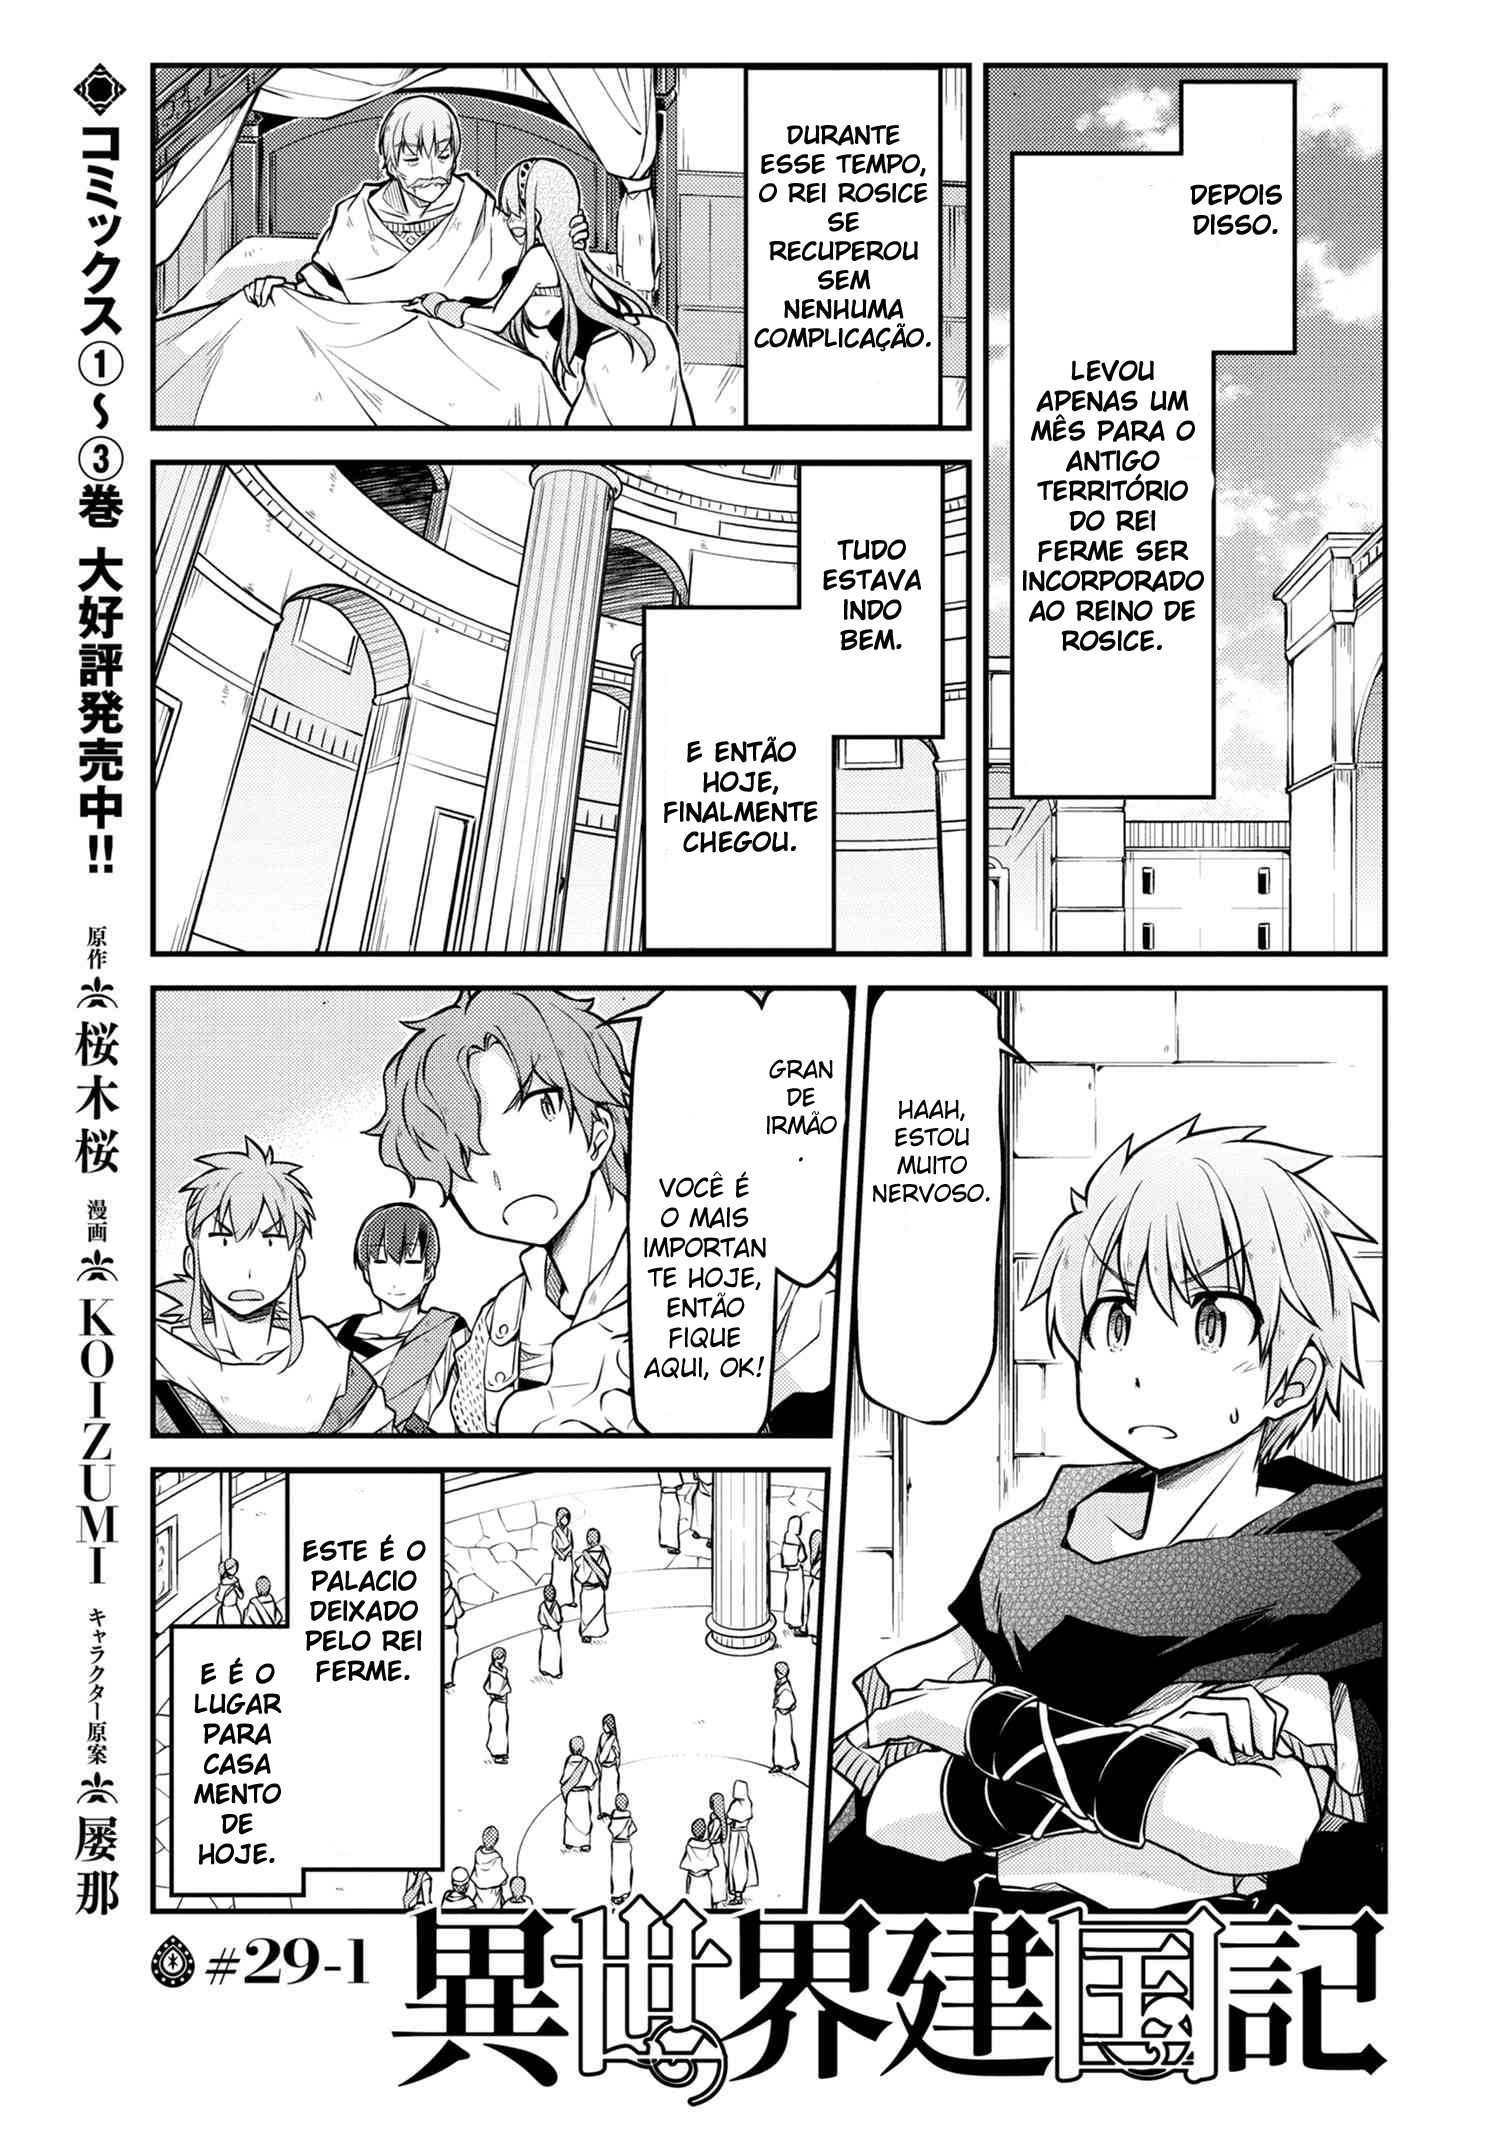 DEPOIS
DISSO.
LEVOU
APENAS UM
MÊS PARA O
ANTIGO
TERRITÓRIO
DO REI
FERME SER
INCORPORADO
AO REINO DE
ROSICE.
DURANTE
ESSE TEMPO,
O REI ROSICE
SE
RECUPEROU
SEM
NENHUMA
COMPLICAÇÃO.
TUDO
ESTAVA
INDO
BEM.
E ENTÃO
HOJE,
FINALMENTE
CHEGOU.
HAAH,
ESTOU
MUITO
NERVOSO.
GRAN
DE
IRMÃO
.
VOCÊ É
O MAIS
IMPORTAN
TE HOJE,
ENTÃO
FIQUE
AQUI, OK!
ESTE É O
PALACIO
DEIXADO
PELO REI
FERME.
E É O
LUGAR
PARA
CASA
MENTO
DE
HOJE.
コミックス①～③巻 大好評発売中!!
原作 桜木桜 漫画 KOIZUMI キャラクター原案 屡那
#29-1
異世界建国記